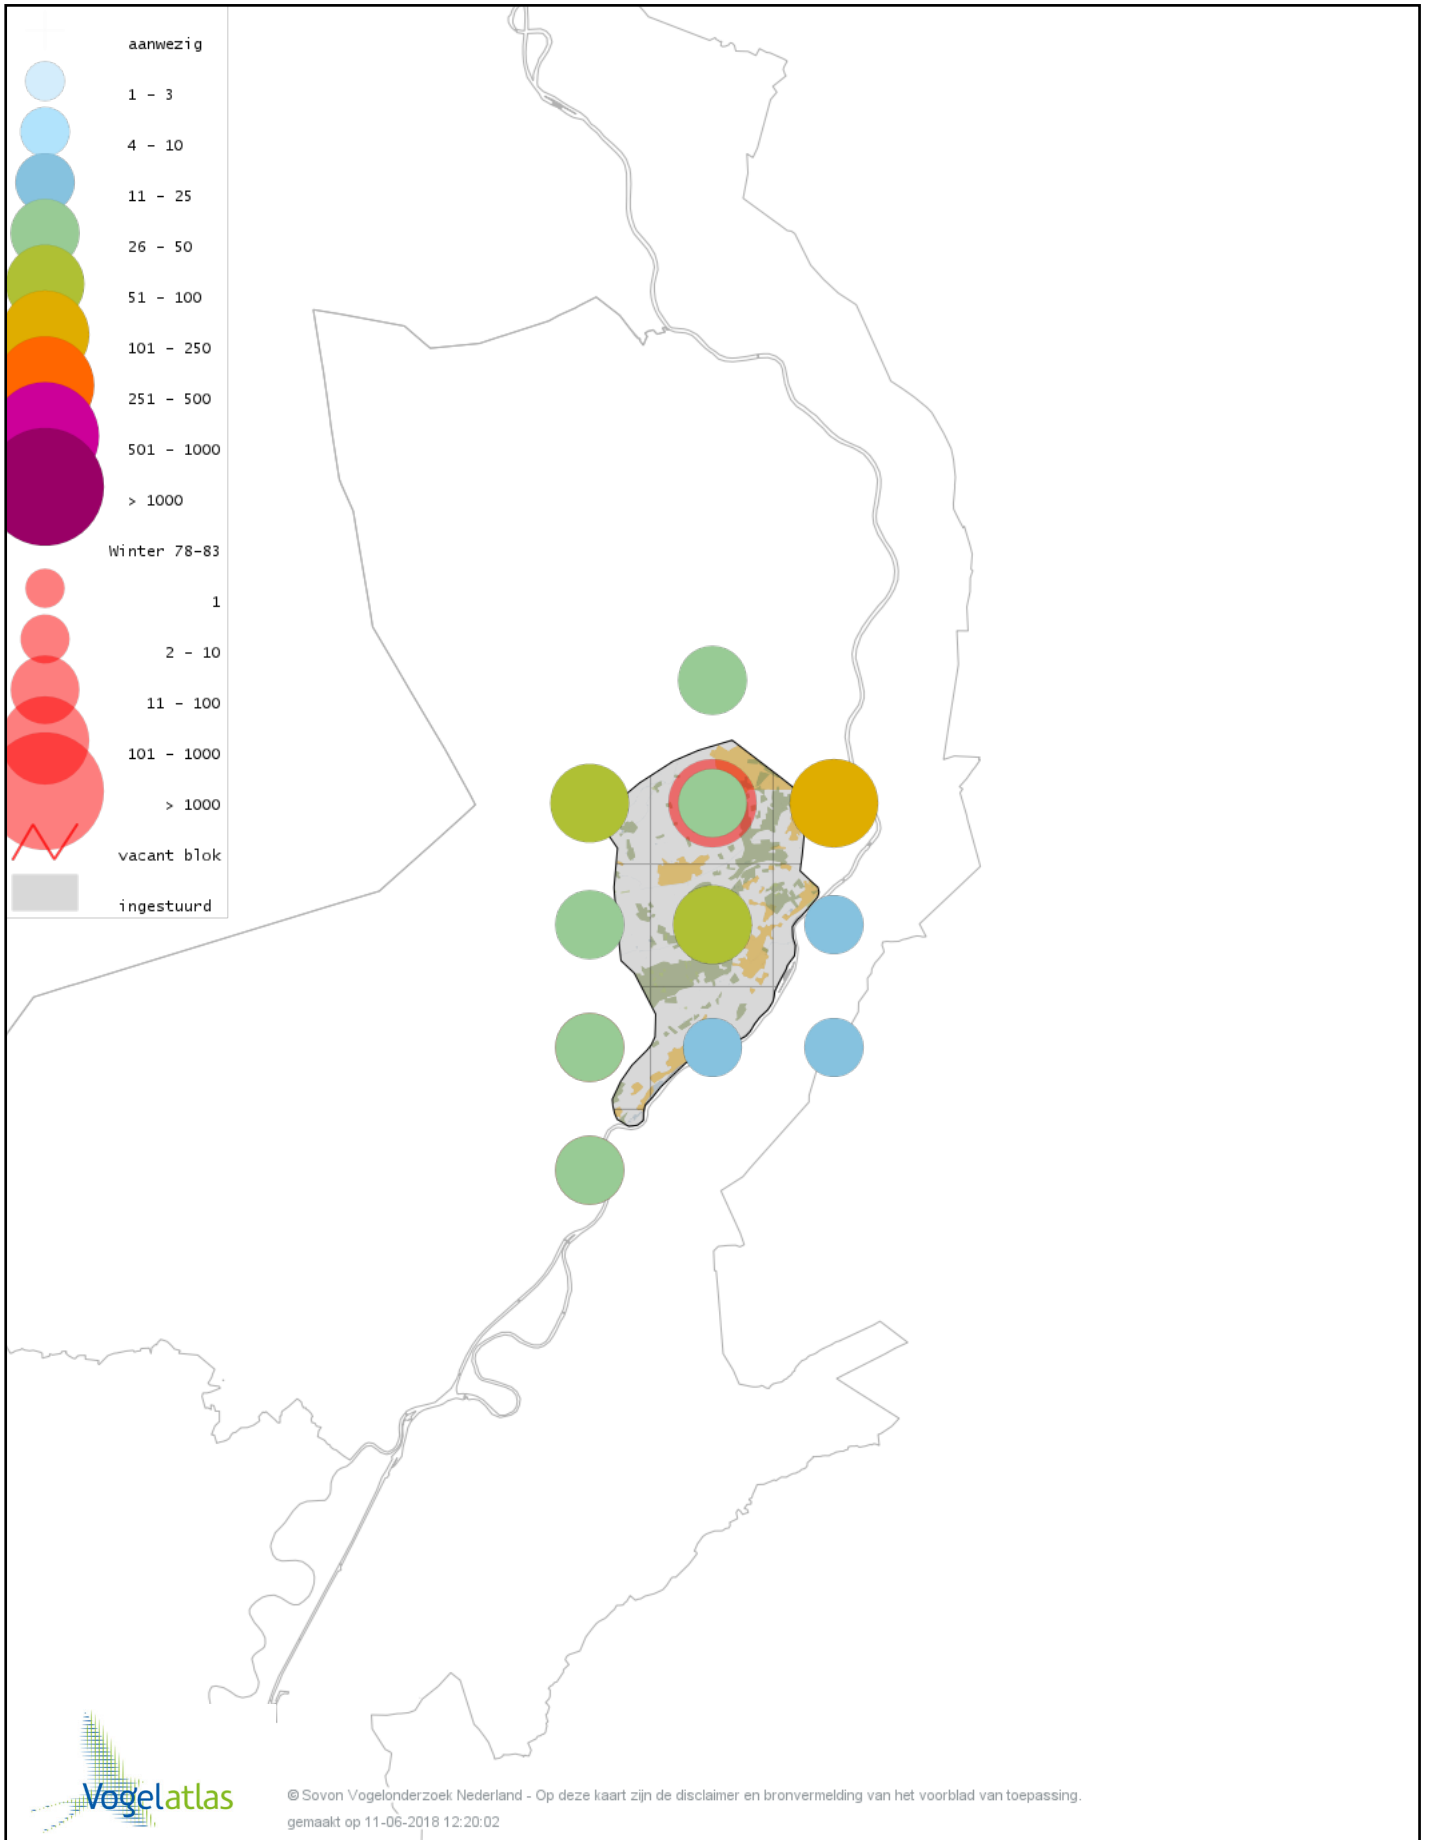 aanwezig
1 - 3
4 - 10
11 - 25
26 - 50
51 - 100
101 - 250
251 - 500
501 - 1000
> 1000
Winter 78-83
1
2 - 10
11 - 100
101 - 1000
> 1000
vacant blok
ingestuurd
Vogelatlas
© Sovon Vogelonderzoek Nederland - Op deze kaart zijn de disclaimer en bronvermelding van het voorblad van toepassing.
gemaakt op 11-06-2018 12:20:02